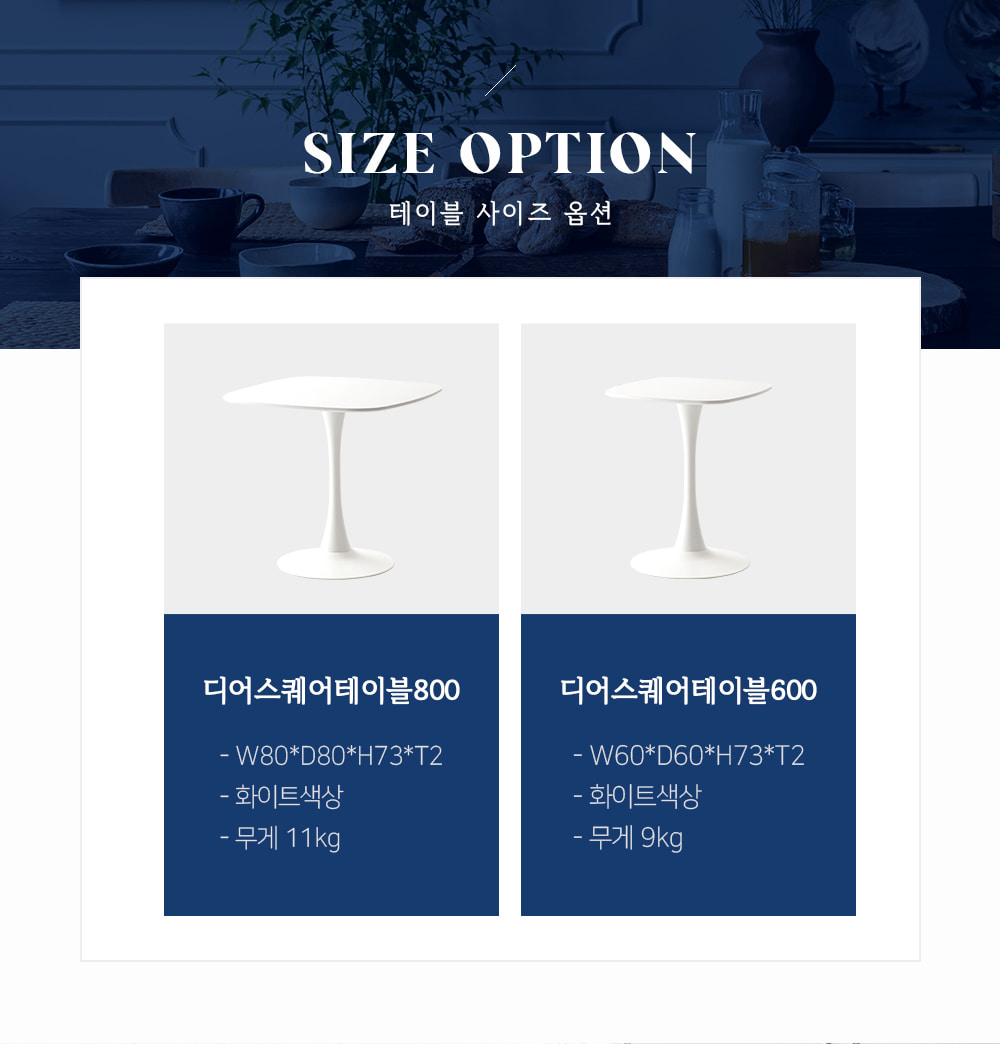 SIZE OPTION
테이블 사이즈 옵션
디어스퀘어테이블800
- W80*D80*H73*T2
- 화이트색상
- 무게 11kg
디어스퀘어테이블600
- W60*D60*H73*T2
- 화이트색상
- 무게 9kg